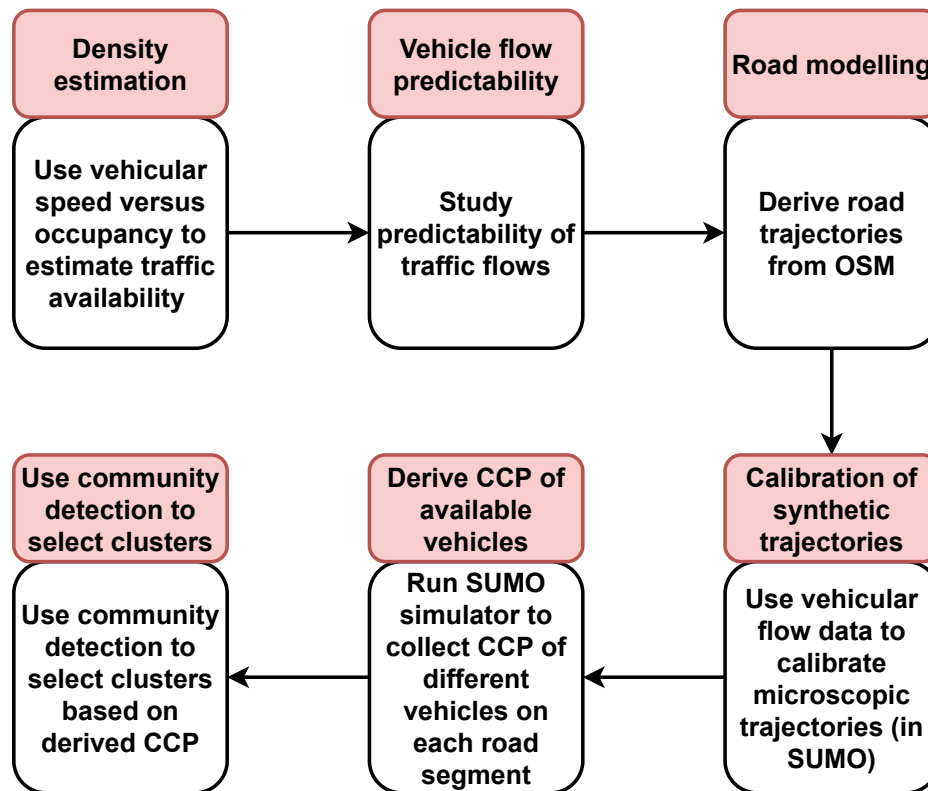 Density
estimation
Use vehicular
speed versus
occupancy to
estimate traffic
availability
Vehicle flow
predictability
Study
predictability of
traffic flows
Road modelling
Derive road
trajectories
from OSM
Calibration of
synthetic
trajectories
Use vehicular
flow data to
calibrate
microscopic
trajectories (in
SUMO)
Derive CCP of
available
vehicles
Run SUMO
simulator to
collect CCP of
different
vehicles on
each road
segment
Use community
detection to
select clusters
Use community
detection to
select clusters
based on
derived CCP